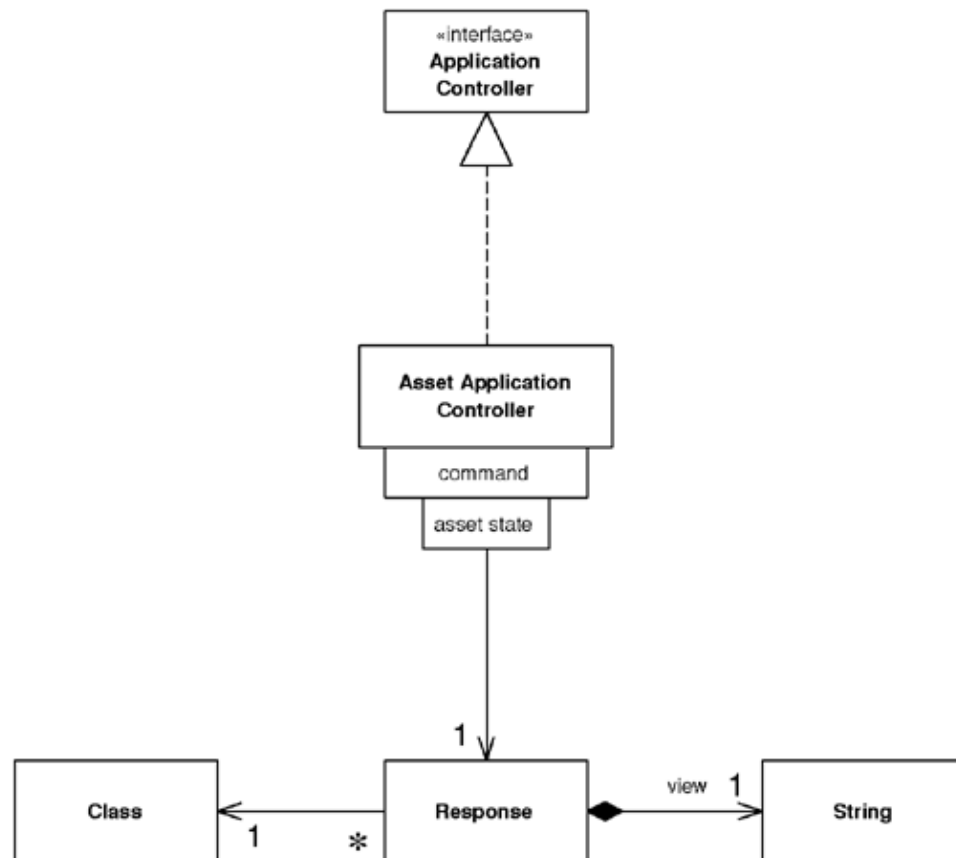 «interface»
Application
Controller
Asset Application
Controller
command
asset state
1
Class
1
*
Response
view
1
String